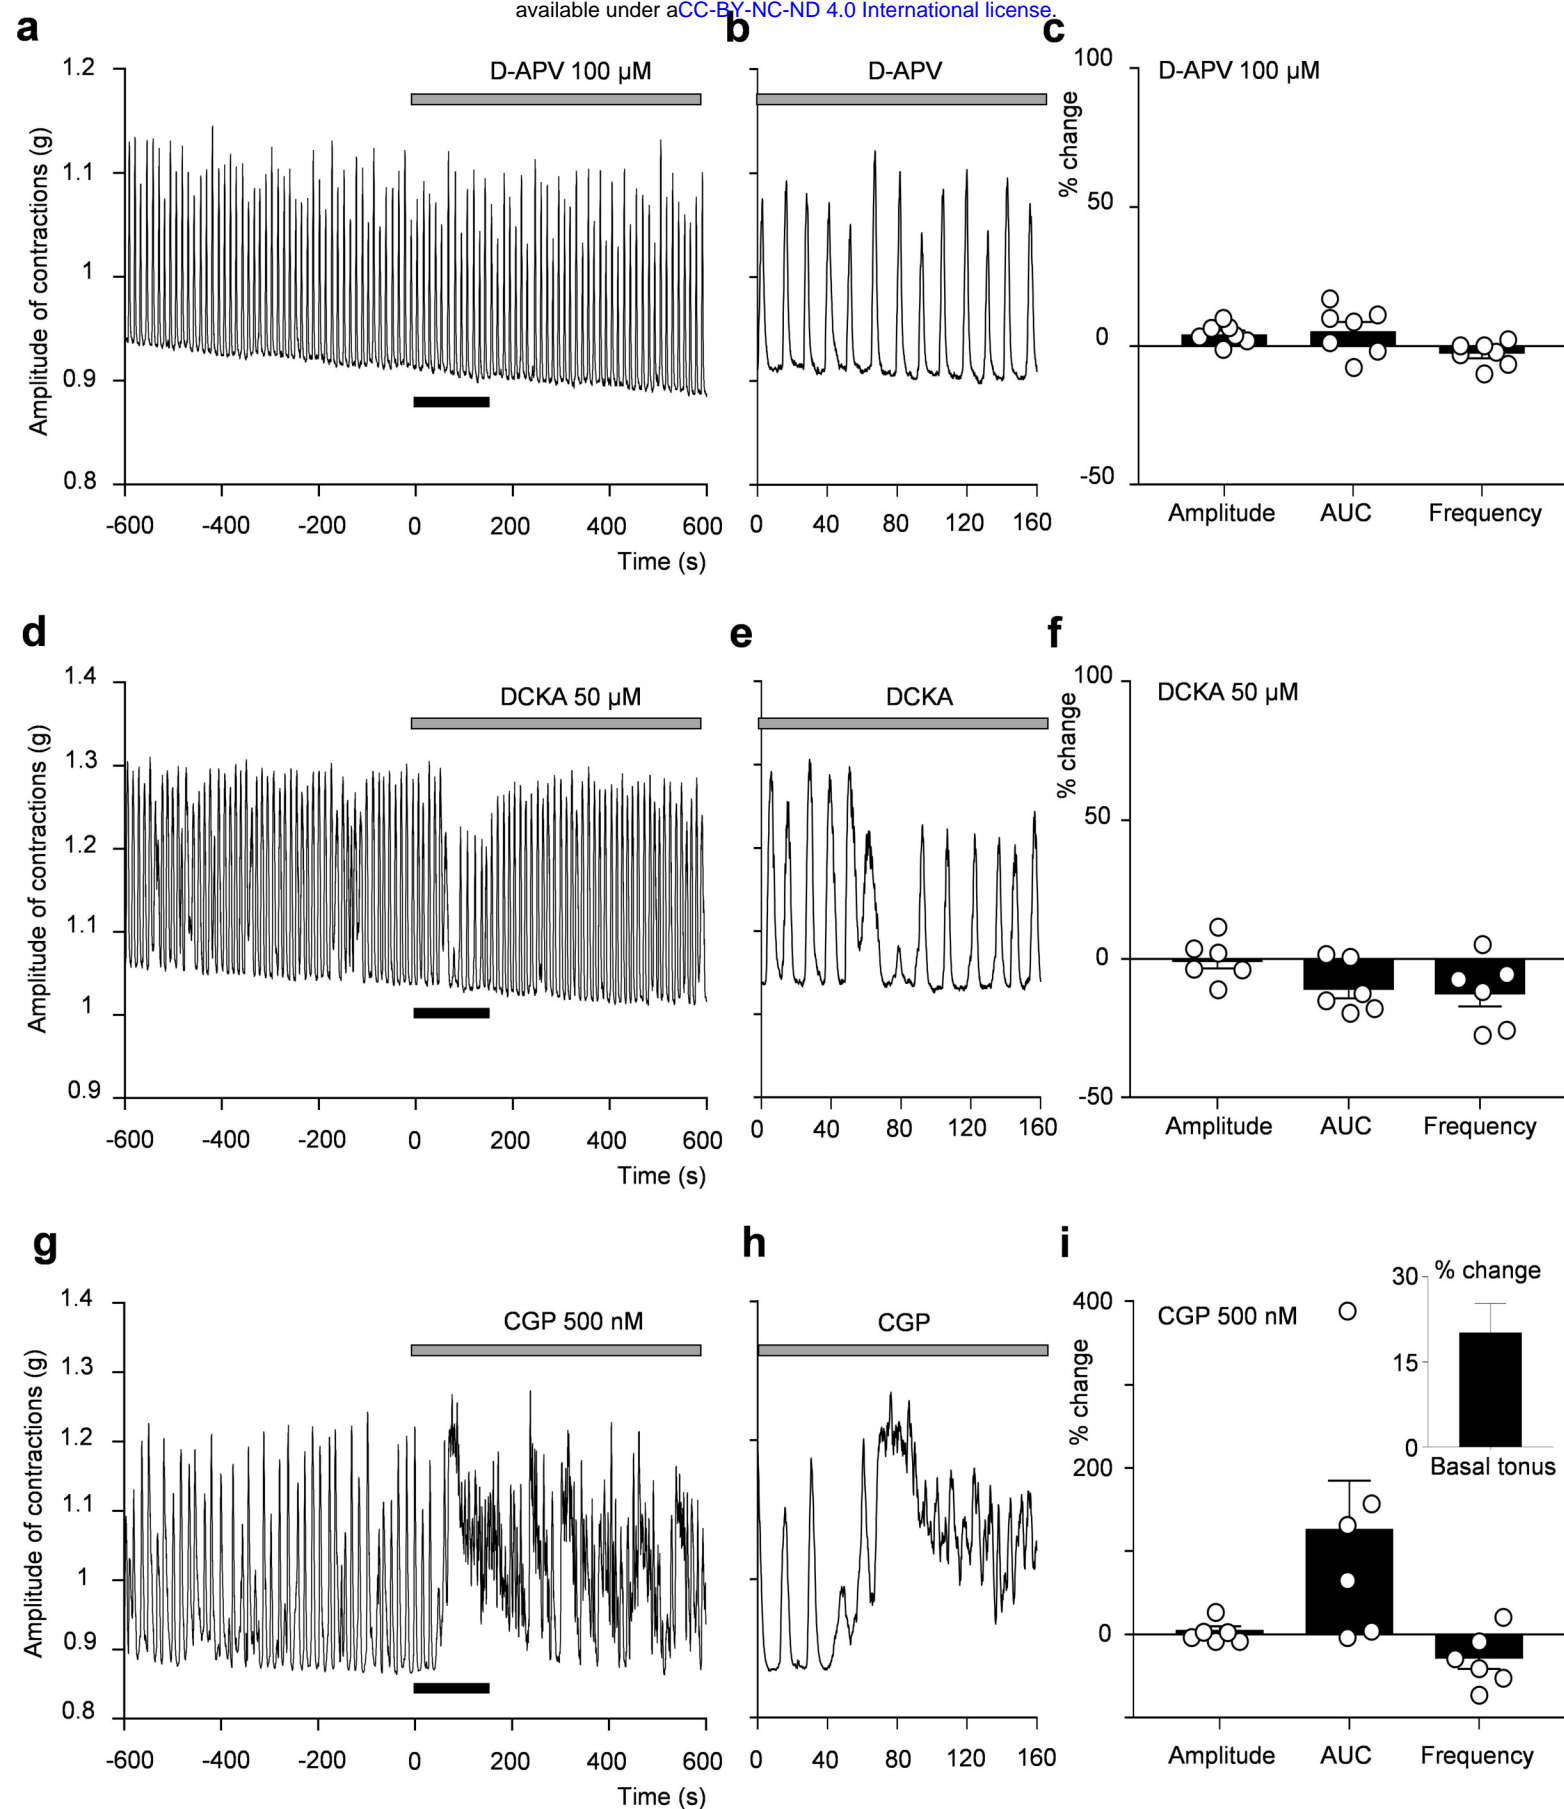 available under aCC-BY-NC-ND 4.0 International license.
a
b
c
D-APV 100 µM
D-APV
D-APV 100 µM
Amplitude of contractions (g)
1.2
1.1
1
0.9
0.8
-600 -400 -200 0 200 400 600
Time (s)
0 40 80 120 160
% change
100
50
0
-50
Amplitude AUC Frequency
d
e
f
DCKA 50 µM
DCKA
DCKA 50 µM
Amplitude of contractions (g)
1.4
1.3
1.2
1.1
1
0.9
-600 -400 -200 0 200 400 600
Time (s)
0 40 80 120 160
% change
100
50
0
-50
Amplitude AUC Frequency
g
h
i
CGP 500 nM
CGP
CGP 500 nM
Amplitude of contractions (g)
1.4
1.3
1.2
1.1
1
0.9
0.8
-600 -400 -200 0 200 400 600
Time (s)
0 40 80 120 160
% change
400
200
0
Amplitude AUC Frequency
% change
30
15
0
Basal tonus